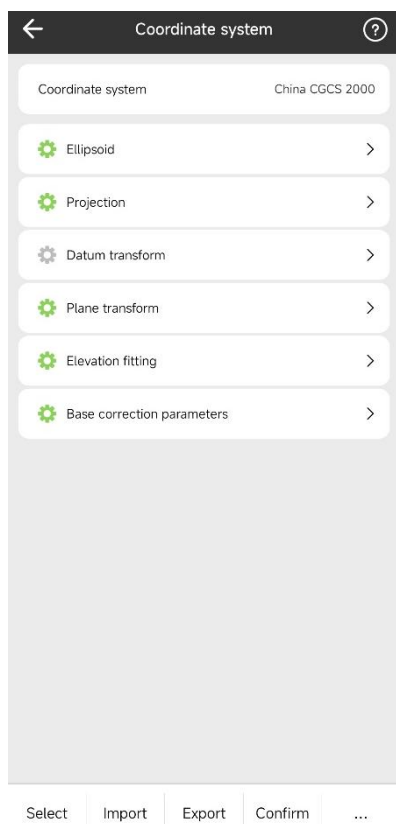 Coordinate system
Coordinate system China CGCS 2000
Ellipsoid
Projection
Datum transform
Plane transform
Elevation fitting
Base correction parameters
Select Import Export Confirm ...